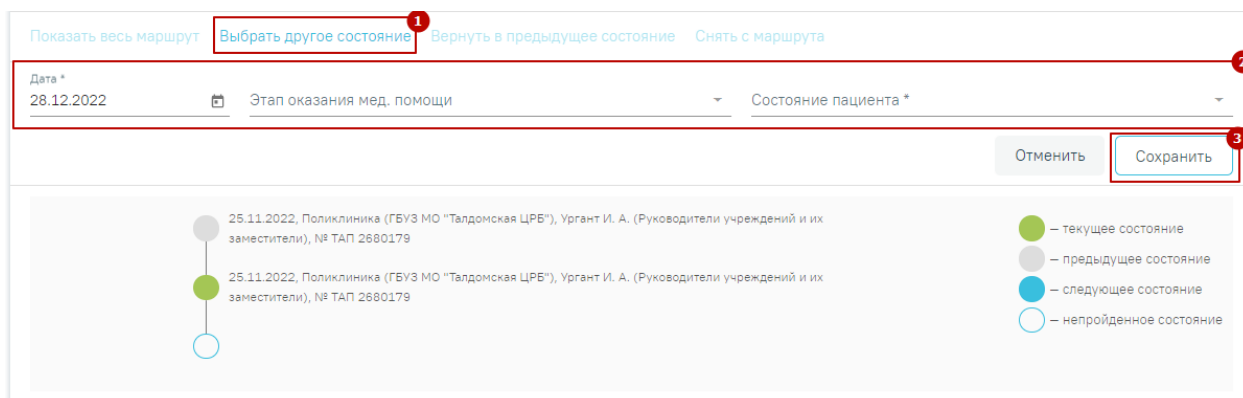 1
Показать весь маршрут Выбрать другое состояние Вернуть в предыдущее состояние Снять с маршрута
2
Дата *
28.12.2022 Этап оказания мед. помощи Состояние пациента *
3
Отменить Сохранить
25.11.2022, Поликлиника (ГБУЗ МО "Талдомская ЦРБ"), Ургант И. А. (Руководители учреждений и их
заместители), № ТАП 2680179
25.11.2022, Поликлиника (ГБУЗ МО "Талдомская ЦРБ"), Ургант И. А. (Руководители учреждений и их
заместители), № ТАП 2680179
– текущее состояние
– предыдущее состояние
– следующее состояние
– непройденное состояние